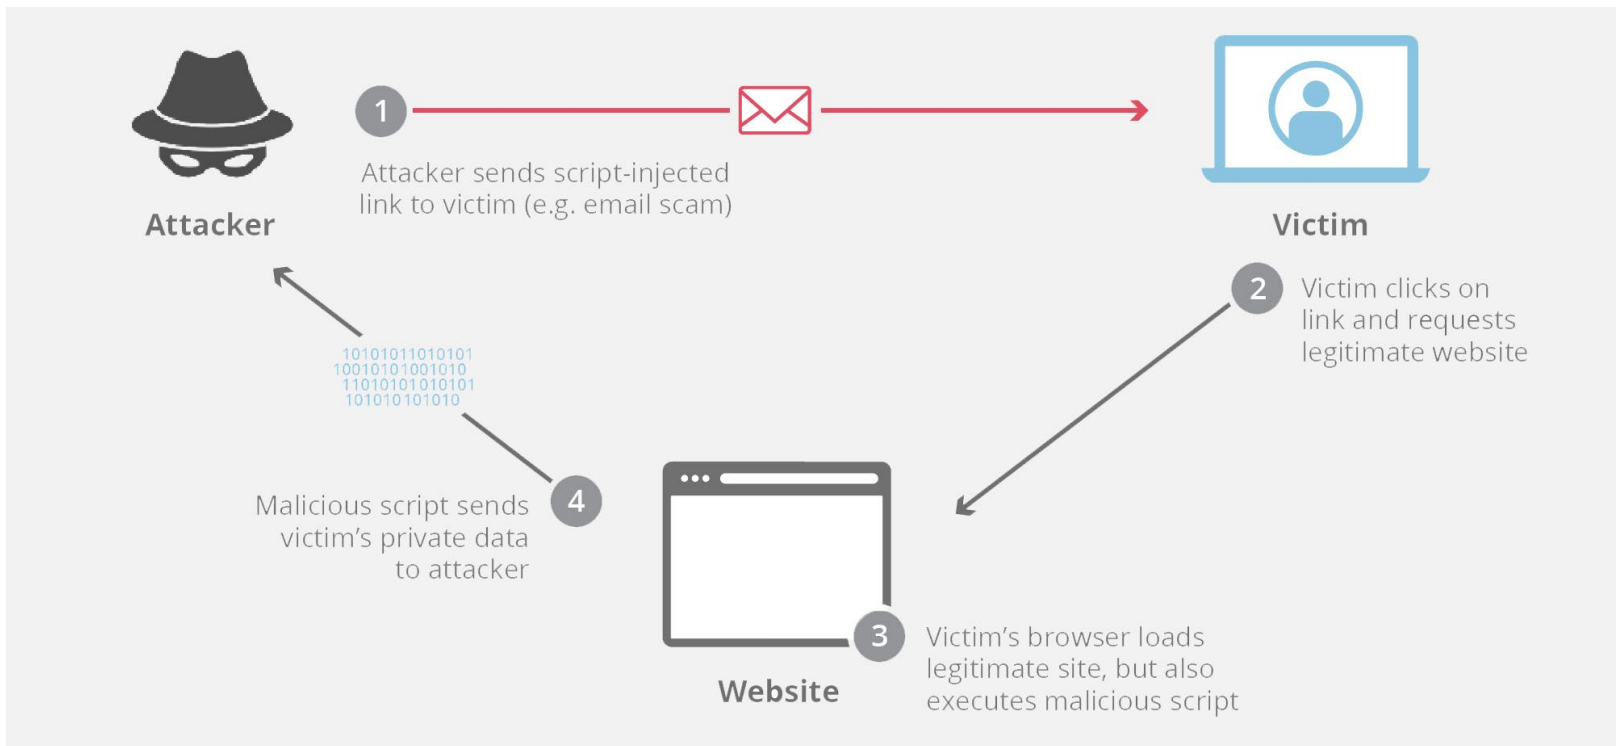 1
Attacker sends script-injected
link to victim (e.g. email scam)
Attacker
Victim
2
Victim clicks on
link and requests
legitimate website
10101011010101
10010101001010
11010101010101
101010101010
4
Malicious script sends
victim’s private data
to attacker
3
Victim’s browser loads
legitimate site, but also
executes malicious script
Website